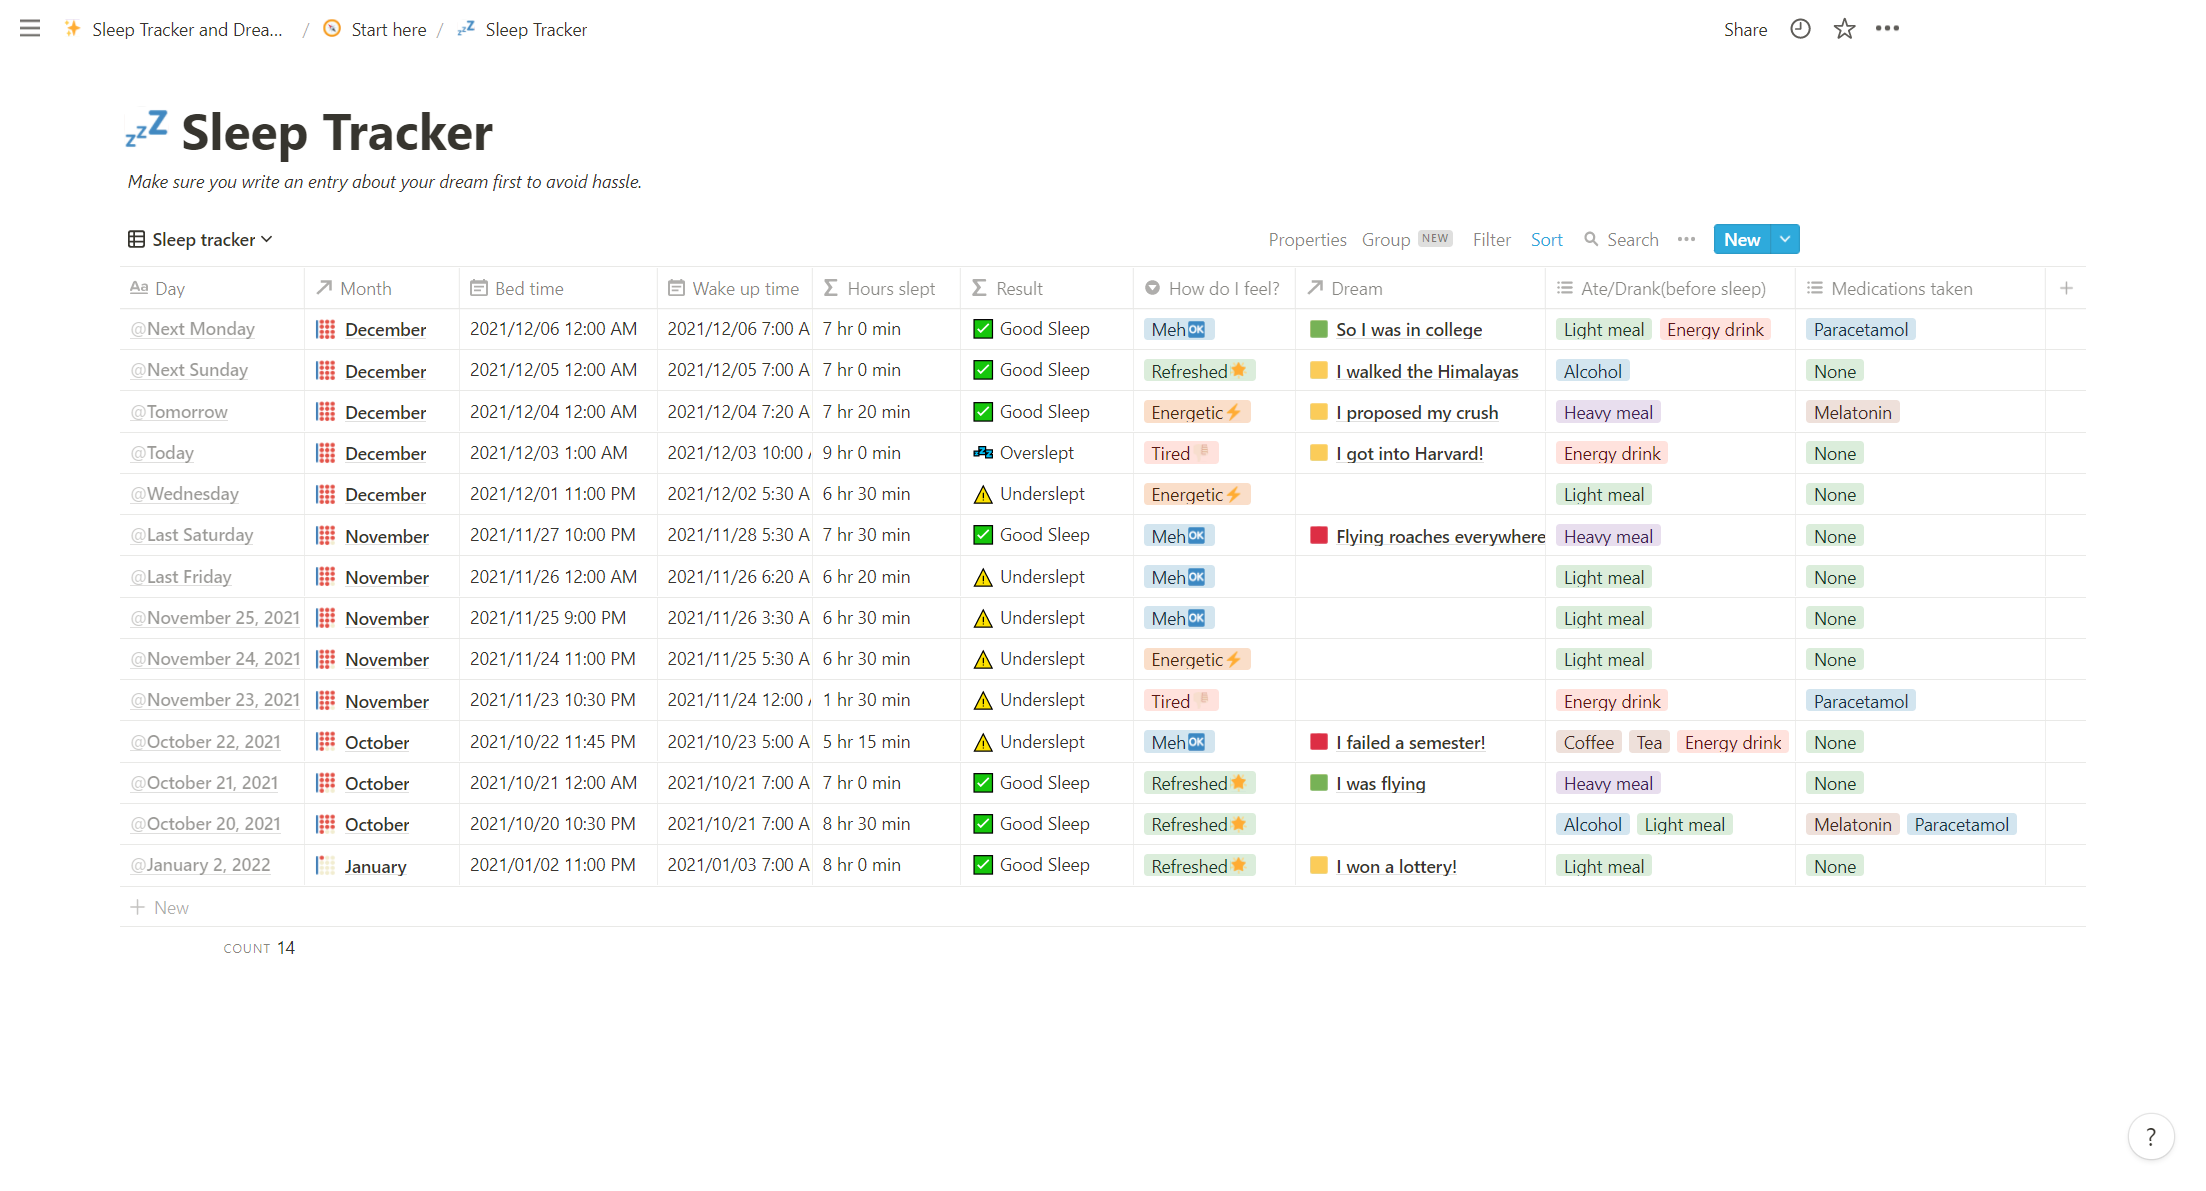 Sleep Tracker and Drea... / Start here / Sleep Tracker Share
Sleep Tracker
Make sure you write an entry about your dream first to avoid hassle.
Sleep tracker Properties Group NEW Filter Sort Search New
Aa Day Month Bed time Wake up time Hours slept Result How do I feel? Dream Ate/Drank(before sleep) Medications taken
@Next Monday December 2021/12/06 12:00 AM 2021/12/06 7:00 A 7 hr 0 min Good Sleep Meh OK So I was in college Light meal Energy drink Paracetamol
@Next Sunday December 2021/12/05 12:00 AM 2021/12/05 7:00 A 7 hr 0 min Good Sleep Refreshed I walked the Himalayas Alcohol None
@Tomorrow December 2021/12/04 12:00 AM 2021/12/04 7:20 A 7 hr 20 min Good Sleep Energetic I proposed my crush Heavy meal Melatonin
@Today December 2021/12/03 1:00 AM 2021/12/03 10:00 9 hr 0 min Overslept Tired I got into Harvard! Energy drink None
@Wednesday December 2021/12/01 11:00 PM 2021/12/02 5:30 A 6 hr 30 min Underslept Energetic Light meal None
@Last Saturday November 2021/11/27 10:00 PM 2021/11/28 5:30 A 7 hr 30 min Good Sleep Meh OK Flying roaches everywhere Heavy meal None
@Last Friday November 2021/11/26 12:00 AM 2021/11/26 6:20 A 6 hr 20 min Underslept Meh OK Light meal None
@November 25, 2021 November 2021/11/25 9:00 PM 2021/11/26 3:30 A 6 hr 30 min Underslept Meh OK Light meal None
@November 24, 2021 November 2021/11/24 11:00 PM 2021/11/25 5:30 A 6 hr 30 min Underslept Energetic Light meal None
@November 23, 2021 November 2021/11/23 10:30 PM 2021/11/24 12:00 1 hr 30 min Underslept Tired Energy drink Paracetamol
@October 22, 2021 October 2021/10/22 11:45 PM 2021/10/23 5:00 A 5 hr 15 min Underslept Meh OK I failed a semester! Coffee Tea Energy drink None
@October 21, 2021 October 2021/10/21 12:00 AM 2021/10/21 7:00 A 7 hr 0 min Good Sleep Refreshed I was flying Heavy meal None
@October 20, 2021 October 2021/10/20 10:30 PM 2021/10/21 7:00 A 8 hr 30 min Good Sleep Refreshed Alcohol Light meal Melatonin Paracetamol
@January 2, 2022 January 2021/01/02 11:00 PM 2021/01/03 7:00 A 8 hr 0 min Good Sleep Refreshed I won a lottery! Light meal None
+ New
COUNT 14
?